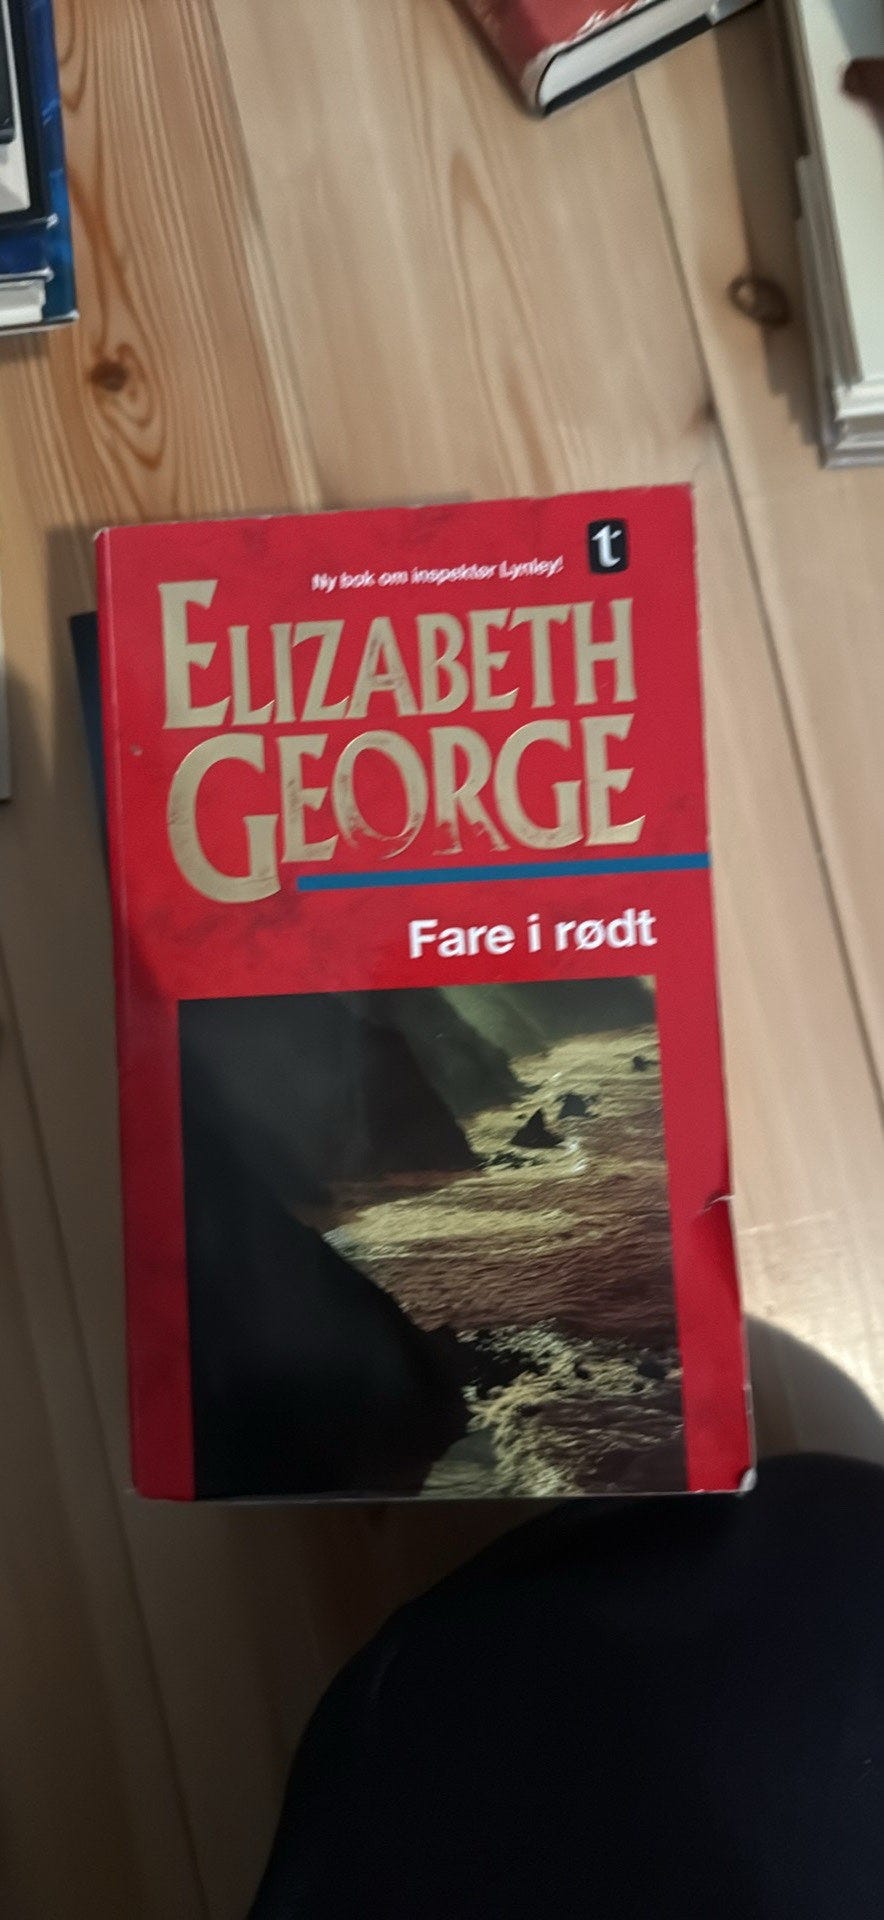 Ny bok om inspektør Lynley!
t
ELIZABETH
GEORGE
Fare i rødt